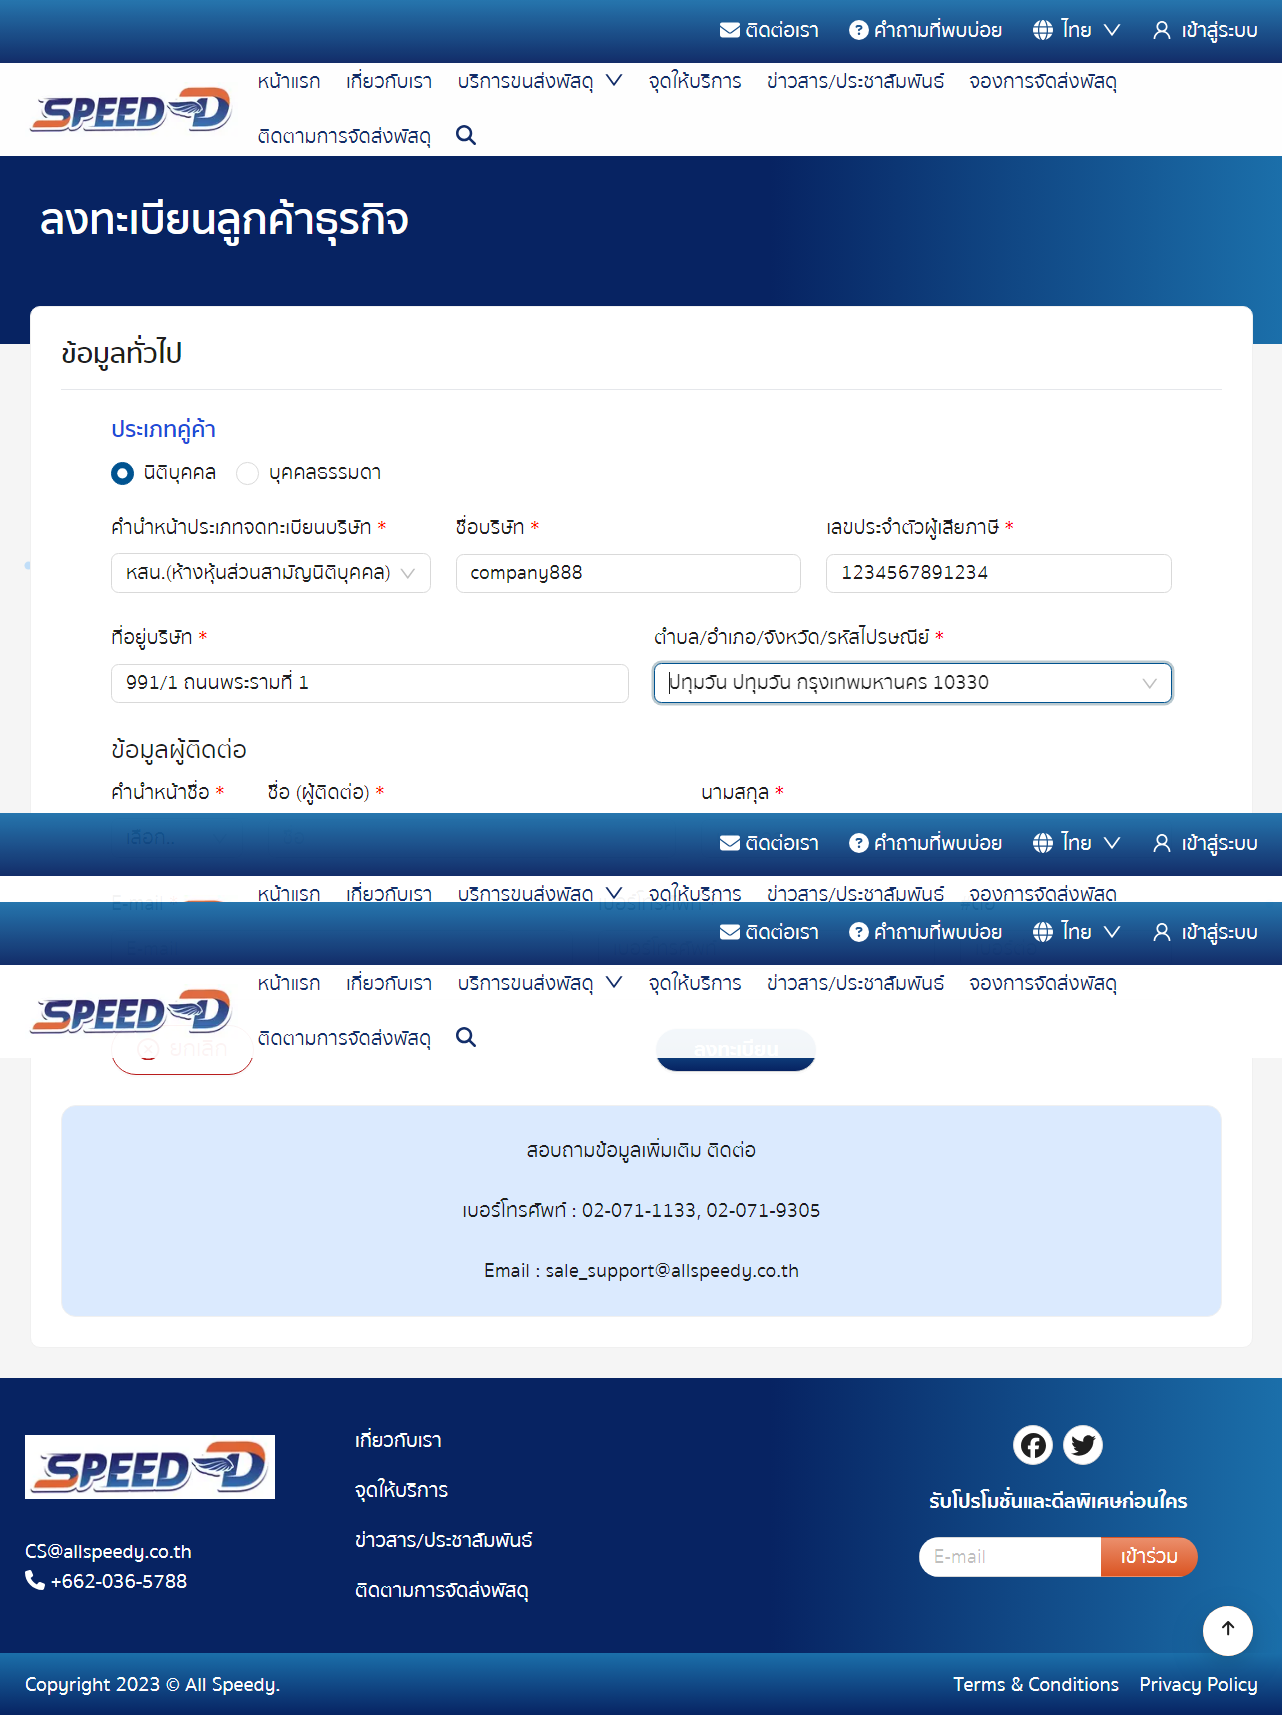 ติดต่อเรา คำถามที่พบบ่อย ไทย เข้าสู่ระบบ
SPEED-D หน้าแรก เกี่ยวกับเรา บริการขนส่งพัสดุ จุดให้บริการ ข่าวสาร/ประชาสัมพันธ์ จองการจัดส่งพัสดุ
ติดตามการจัดส่งพัสดุ
ลงทะเบียนลูกค้าธุรกิจ
ข้อมูลทั่วไป
ประเภทคู่ค้า
นิติบุคคล บุคคลธรรมดา
คำนำหน้าประเภทจดทะเบียนบริษัท * ชื่อบริษัท * เลขประจำตัวผู้เสียภาษี *
หสน.(ห้างหุ้นส่วนสามัญนิติบุคคล) company888 1234567891234
ที่อยู่บริษัท * ตำบล/อำเภอ/จังหวัด/รหัสไปรษณีย์ *
991/1 ถนนพระรามที่ 1 ปทุมวัน ปทุมวัน กรุงเทพมหานคร 10330
ข้อมูลผู้ติดต่อ
คำนำหน้าชื่อ * ชื่อ (ผู้ติดต่อ) * นามสกุล *
เลือก..
ติดต่อเรา คำถามที่พบบ่อย ไทย เข้าสู่ระบบ
หน้าแรก เกี่ยวกับเรา บริการขนส่งพัสดุ จุดให้บริการ ข่าวสาร/ประชาสัมพันธ์ จองการจัดส่งพัสดุ
E-mail
ติดต่อเรา คำถามที่พบบ่อย ไทย เข้าสู่ระบบ
SPEED-D หน้าแรก เกี่ยวกับเรา บริการขนส่งพัสดุ จุดให้บริการ ข่าวสาร/ประชาสัมพันธ์ จองการจัดส่งพัสดุ
ติดตามการจัดส่งพัสดุ
ยกเลิก ลงทะเบียน
สอบถามข้อมูลเพิ่มเติม ติดต่อ
เบอร์โทรศัพท์ : 02-071-1133, 02-071-9305
Email : sale_support@allspeedy.co.th
SPEED-D
เกี่ยวกับเรา
จุดให้บริการ
ข่าวสาร/ประชาสัมพันธ์
ติดตามการจัดส่งพัสดุ
รับโปรโมชั่นและดีลพิเศษก่อนใคร
E-mail เข้าร่วม
CS@allspeedy.co.th
+662-036-5788
Copyright 2023 © All Speedy. Terms & Conditions Privacy Policy